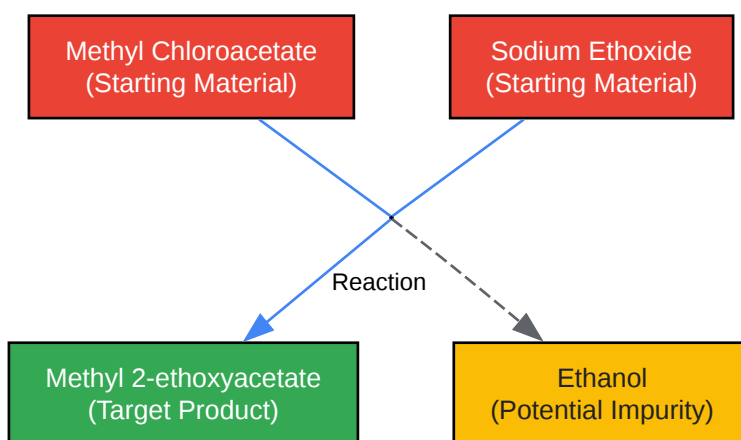 Methyl Chloroacetate
(Starting Material)
Sodium Ethoxide
(Starting Material)
Reaction
Methyl 2-ethoxyacetate
(Target Product)
Ethanol
(Potential Impurity)